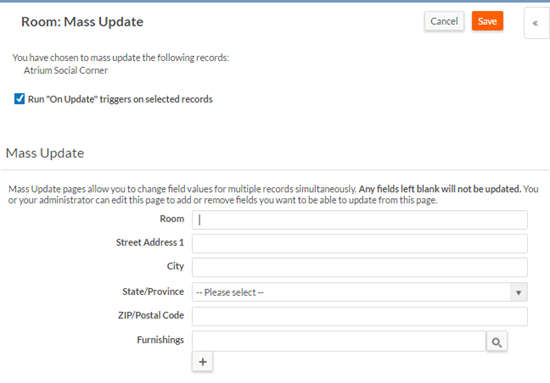 Room: Mass Update
Cancel
Save
«
You have chosen to mass update the following records:
Atrium Social Corner
Run "On Update" triggers on selected records
Mass Update
Mass Update pages allow you to change field values for multiple records simultaneously. Any fields left blank will not be updated. You
or your administrator can edit this page to add or remove fields you want to be able to update from this page.
Room
Street Address 1
City
State/Province -- Please select --
ZIP/Postal Code
Furnishings
+